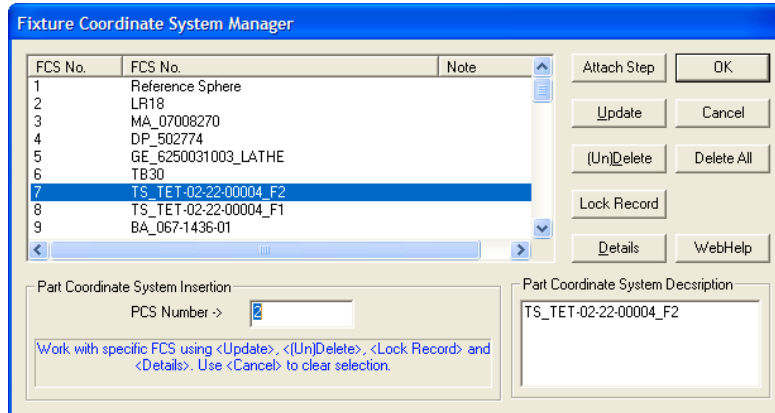 Fixture Coordinate System Manager
FCS No. FCS No. Note
1 Reference Sphere
2 LR18
3 MA_07008270
4 DP_502774
5 GE_6250031003_LATHE
6 TB30
7 TS_TET-02-22-00004_F2
8 TS_TET-02-22-00004_F1
9 BA_067-1436-01
Attach Step OK
Update Cancel
(Un)Delete Delete All
Lock Record
Details WebHelp
Part Coordinate System Insertion
PCS Number -> 2
Work with specific FCS using <Update>, <(Un)Delete>, <Lock Record> and
<Details>. Use <Cancel> to clear selection.
Part Coordinate System Decsription
TS_TET-02-22-00004_F2